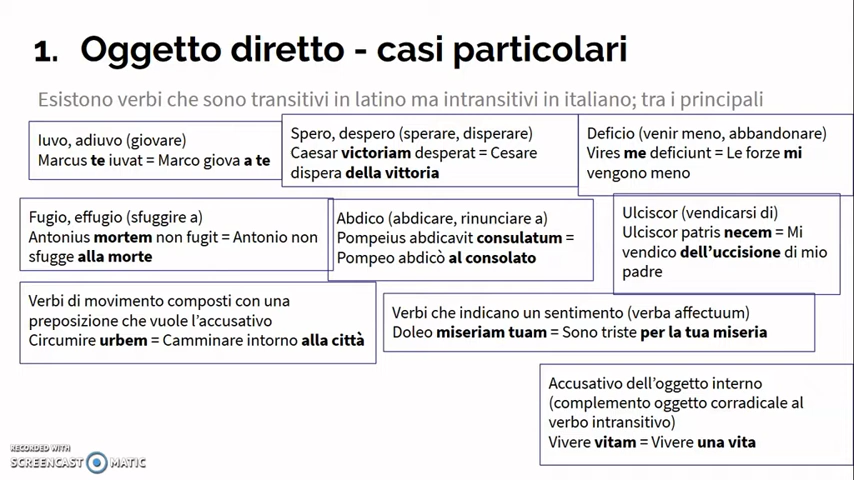 1. Oggetto diretto - casi particolari
Esistono verbi che sono transitivi in latino ma intransitivi in italiano; tra i principali
Iuvo, adiuvo (giovare)
Marcus te iuvat = Marco giova a te
Spero, despero (sperare, disperare)
Caesar victoriam desperat = Cesare
dispera della vittoria
Deficio (venir meno, abbandonare)
Vires me deficiunt = Le forze mi
vengono meno
Fugio, effugio (sfuggire a)
Antonius mortem non fugit = Antonio non
sfugge alla morte
Abdico (abdicare, rinunciare a)
Pompeius abdicavit consulatum =
Pompeo abdicò al consolato
Ulciscor (vendicarsi di)
Ulciscor patris necem = Mi
vendico dell'uccisione di mio
padre
Verbi di movimento composti con una
preposizione che vuole l'accusativo
Circumire urbem = Camminare intorno alla città
Verbi che indicano un sentimento (verba affectuum)
Doleo miseriam tuam = Sono triste per la tua miseria
Accusativo dell'oggetto interno
(complemento oggetto corradicale al
verbo intransitivo)
Vivere vitam = Vivere una vita
RECORDED WITH
SCREENCAST MATIC